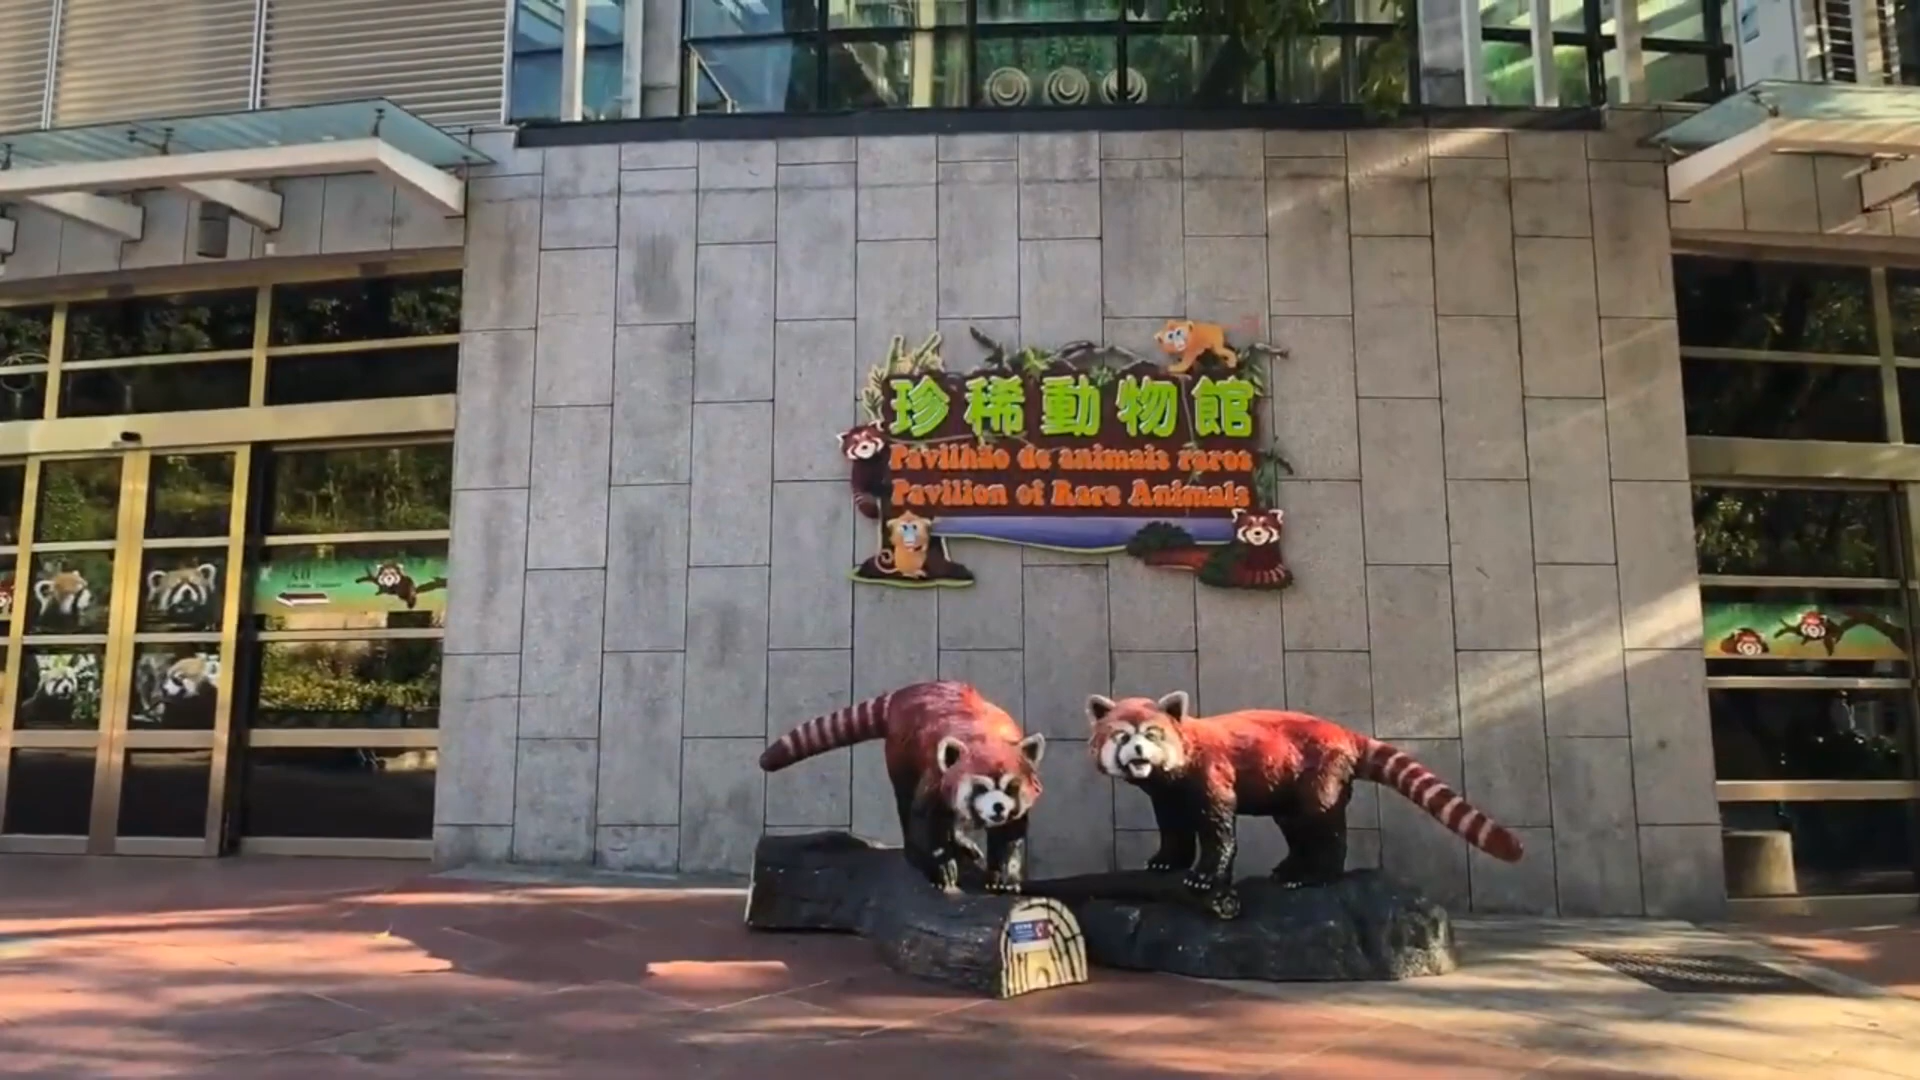 珍稀動物館
Pavilhão de animais raros
Pavilion of Rare Animals